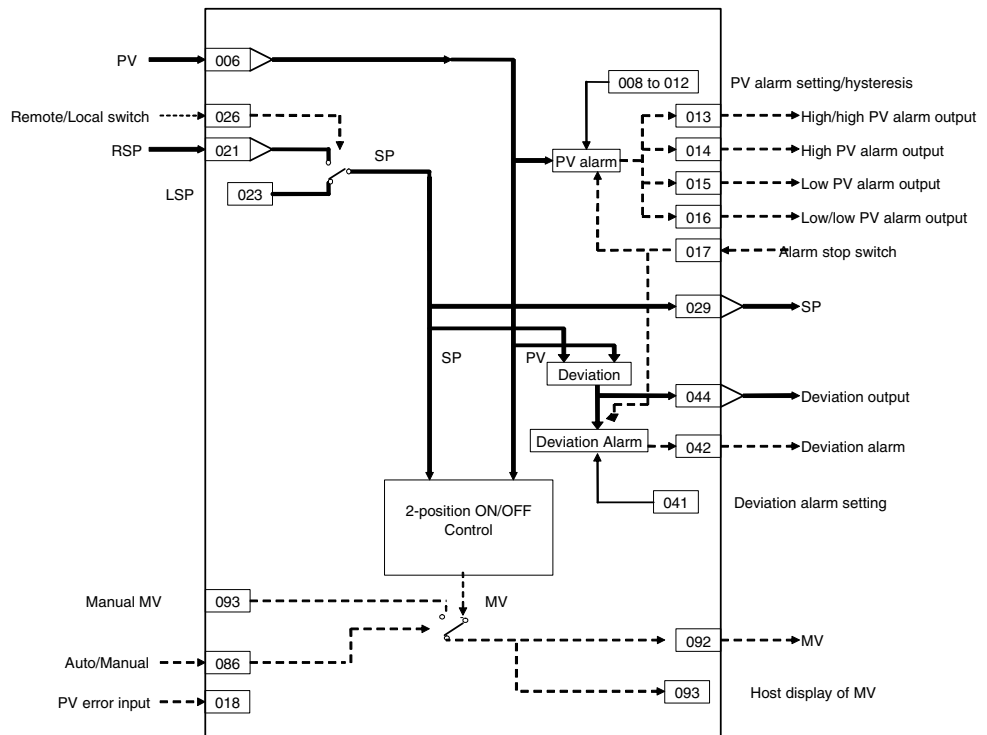 PV
006
008 to 012
PV alarm setting/hysteresis
Remote/Local switch
026
013
High/high PV alarm output
RSP
021
SP
014
High PV alarm output
PV alarm
LSP
023
015
Low PV alarm output
016
Low/low PV alarm output
017
Alarm stop switch
029
SP
SP
PV
Deviation
044
Deviation output
Deviation Alarm
042
Deviation alarm
2-position ON/OFF
Control
041
Deviation alarm setting
Manual MV
093
MV
092
MV
Auto/Manual
086
093
Host display of MV
PV error input
018